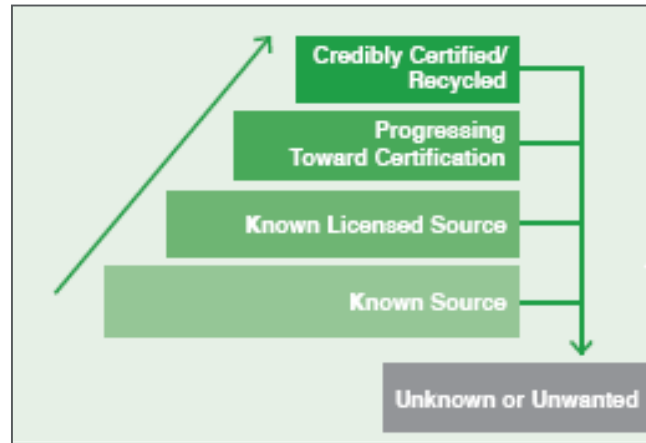 Credibly Certified/
Recycled
Progressing
Toward Certification
Known Licensed Source
Known Source
Unknown or Unwanted